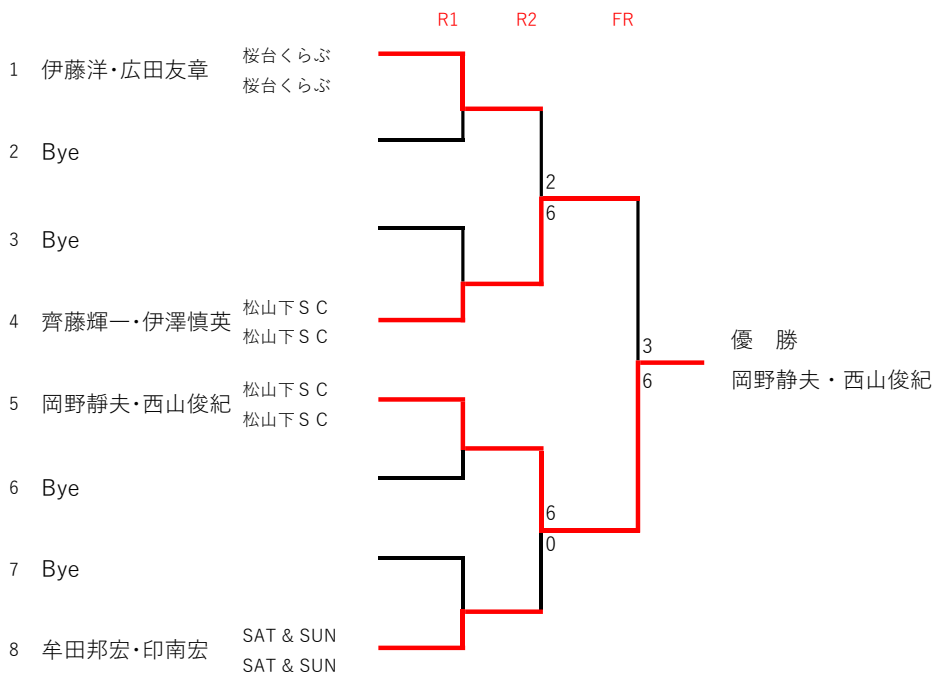 R1 R2 FR
1 伊藤洋・広田友章 桜台くらぶ
桜台くらぶ
2 Bye
2
6
3 Bye
4 齊藤輝一・伊澤慎英 松山下ＳＣ
松山下ＳＣ
3
6
優　勝
岡野静夫・西山俊紀
5 岡野靜夫・西山俊紀 松山下ＳＣ
松山下ＳＣ
6 Bye
6
0
7 Bye
8 牟田邦宏・印南宏 SAT & SUN
SAT & SUN